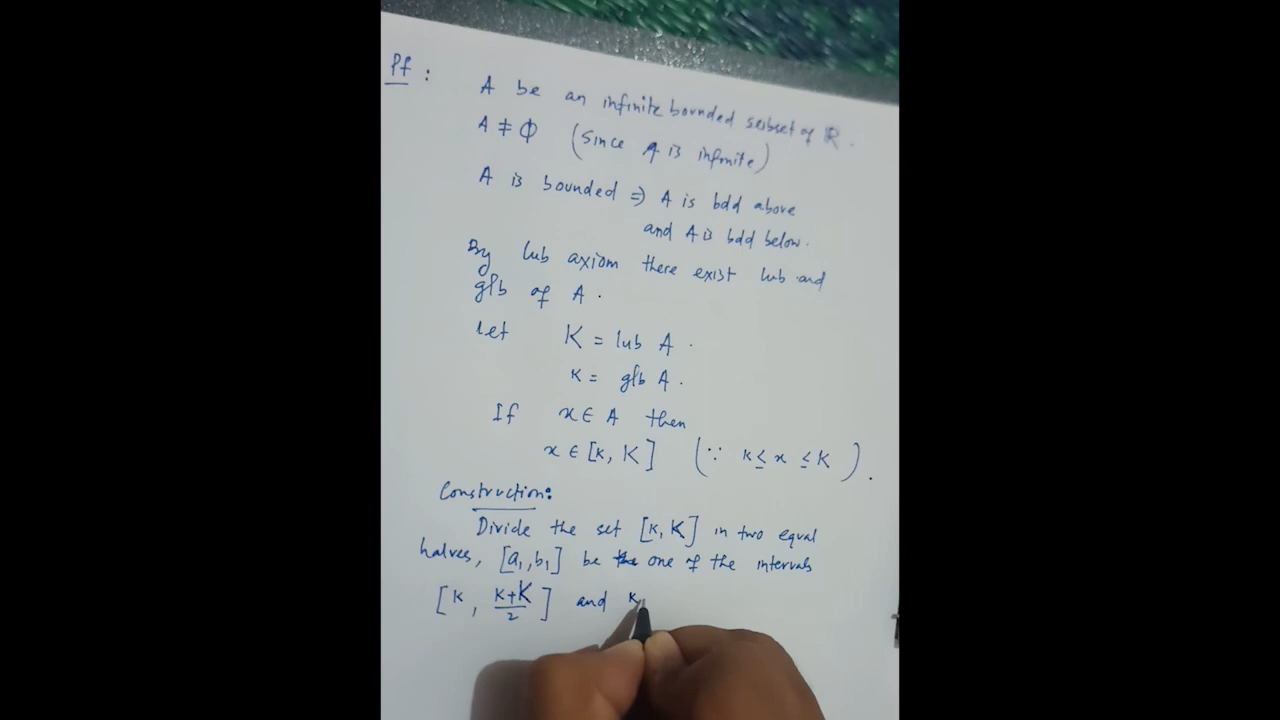 Pf :
A be an infinite bounded subset of ℝ.
A ≠ Φ (Since A is infinite)
A is bounded ⇒ A is bdd above
and A is bdd below.
By lub axiom there exist lub and
glb of A.
Let K = lub A.
k = glb A.
If x ∈ A then
x ∈ [k, K] (∵ k ≤ x ≤ K).
Construction:
Divide the set [k, K] in two equal
halves, [a₁, b₁] be one of the intervals
[k, (k+K)/2] and k